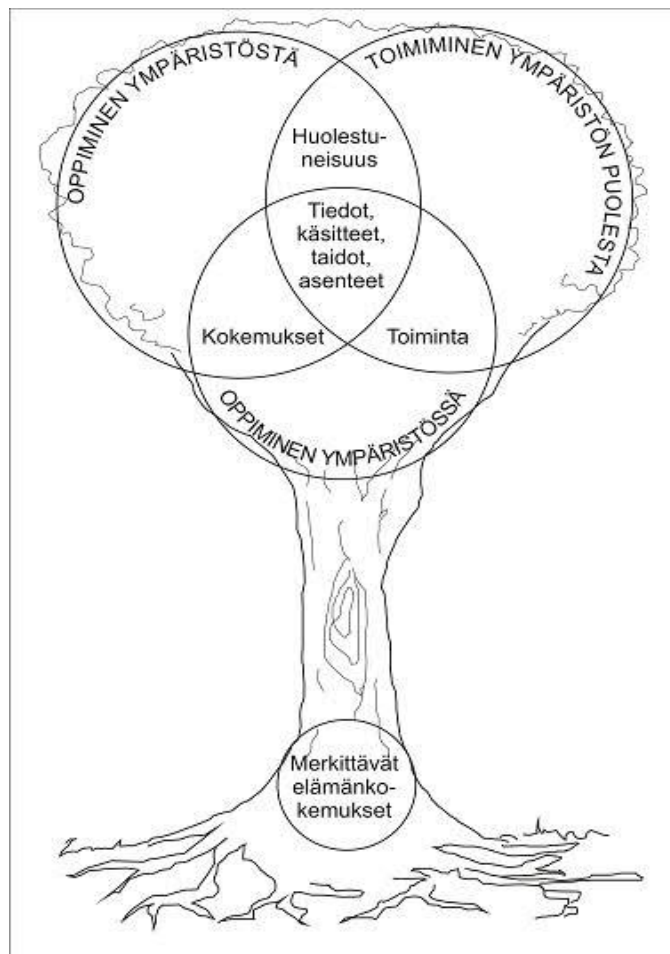 OPPIMINEN YMPÄRISTÖSTÄ
TOIMIMINEN YMPÄRISTÖN PUOLESTA
Huolestu-
neisuus
Tiedot,
käsitteet,
taidot,
asenteet
Kokemukset
Toiminta
OPPIMINEN YMPÄRISTÖSSÄ
Merkittävät
elämänko-
kemukset